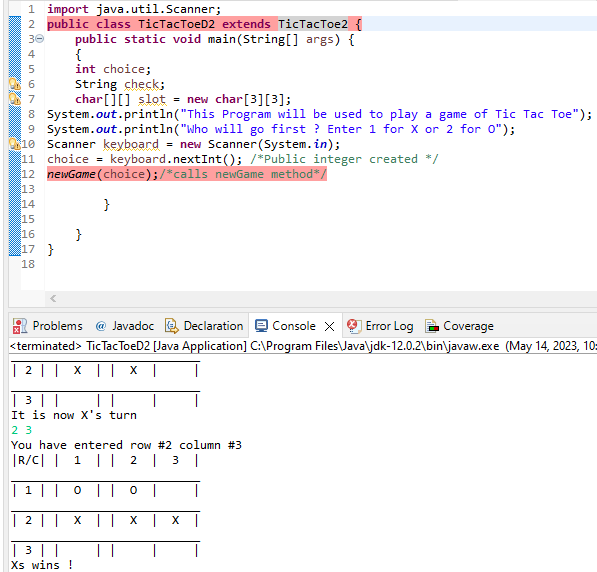 1 import java.util.Scanner;
2 public class TicTacToeD2 extends TicTacToe2 {
3 public static void main(String[] args) {
4 {
5 int choice;
6 String check;
7 char[][] slot = new char[3][3];
8 System.out.println("This Program will be used to play a game of Tic Tac Toe");
9 System.out.println("Who will go first ? Enter 1 for X or 2 for O");
10 Scanner keyboard = new Scanner(System.in);
11 choice = keyboard.nextInt(); /*Public integer created */
12 newGame(choice);/*calls newGame method*/
13
14 }
15
16 }
17 }
18
Problems @ Javadoc Declaration Console Error Log Coverage
<terminated> TicTacToeD2 [Java Application] C:\Program Files\Java\jdk-12.0.2\bin\javaw.exe (May 14, 2023, 10:
| 2 | | X | | X | | |
| 3 | | | | | | |
It is now X's turn
2 3
You have entered row #2 column #3
|R/C| | 1 | | 2 | 3 |
| 1 | | O | | O | | |
| 2 | | X | | X | X |
| 3 | | | | | | |
Xs wins !